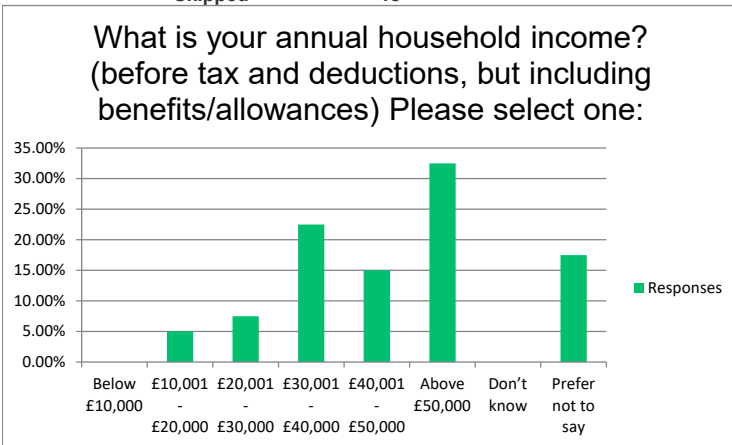 What is your annual household income?
(before tax and deductions, but including
benefits/allowances) Please select one:
35.00%
30.00%
25.00%
20.00%
15.00%
10.00%
5.00%
0.00%
Responses
Below £10,001 £20,001 £30,001 £40,001 Above Don’t Prefer
£10,000 - - - - £50,000 know not to
£20,000 £30,000 £40,000 £50,000 say